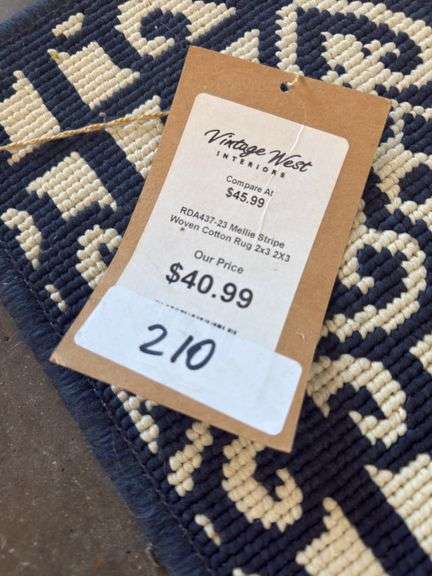 Vintage West
INTERIORS
Compare At
$45.99
RDA437-23 Mellie Stripe
Woven Cotton Rug 2x3 2X3
Our Price
$40.99
210